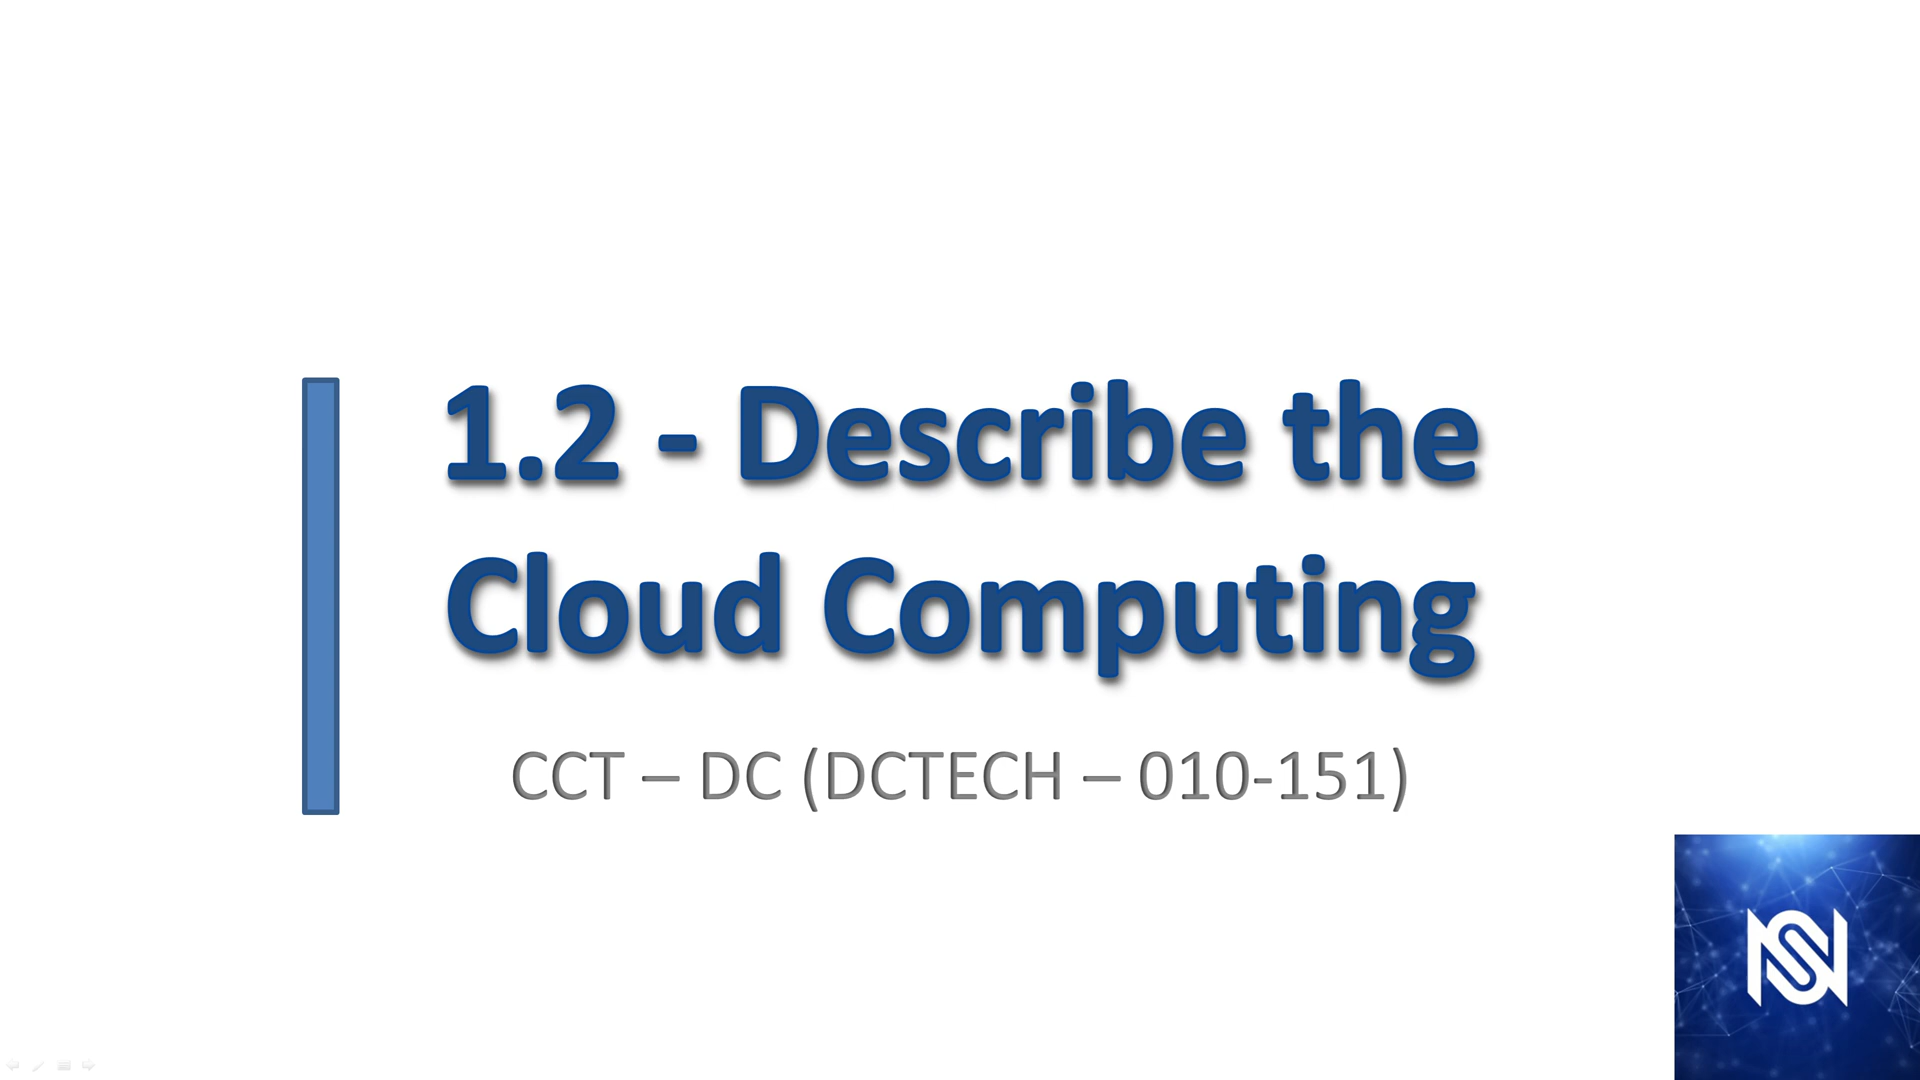 1.2 - Describe the
Cloud Computing
CCT – DC (DCTECH – 010-151)